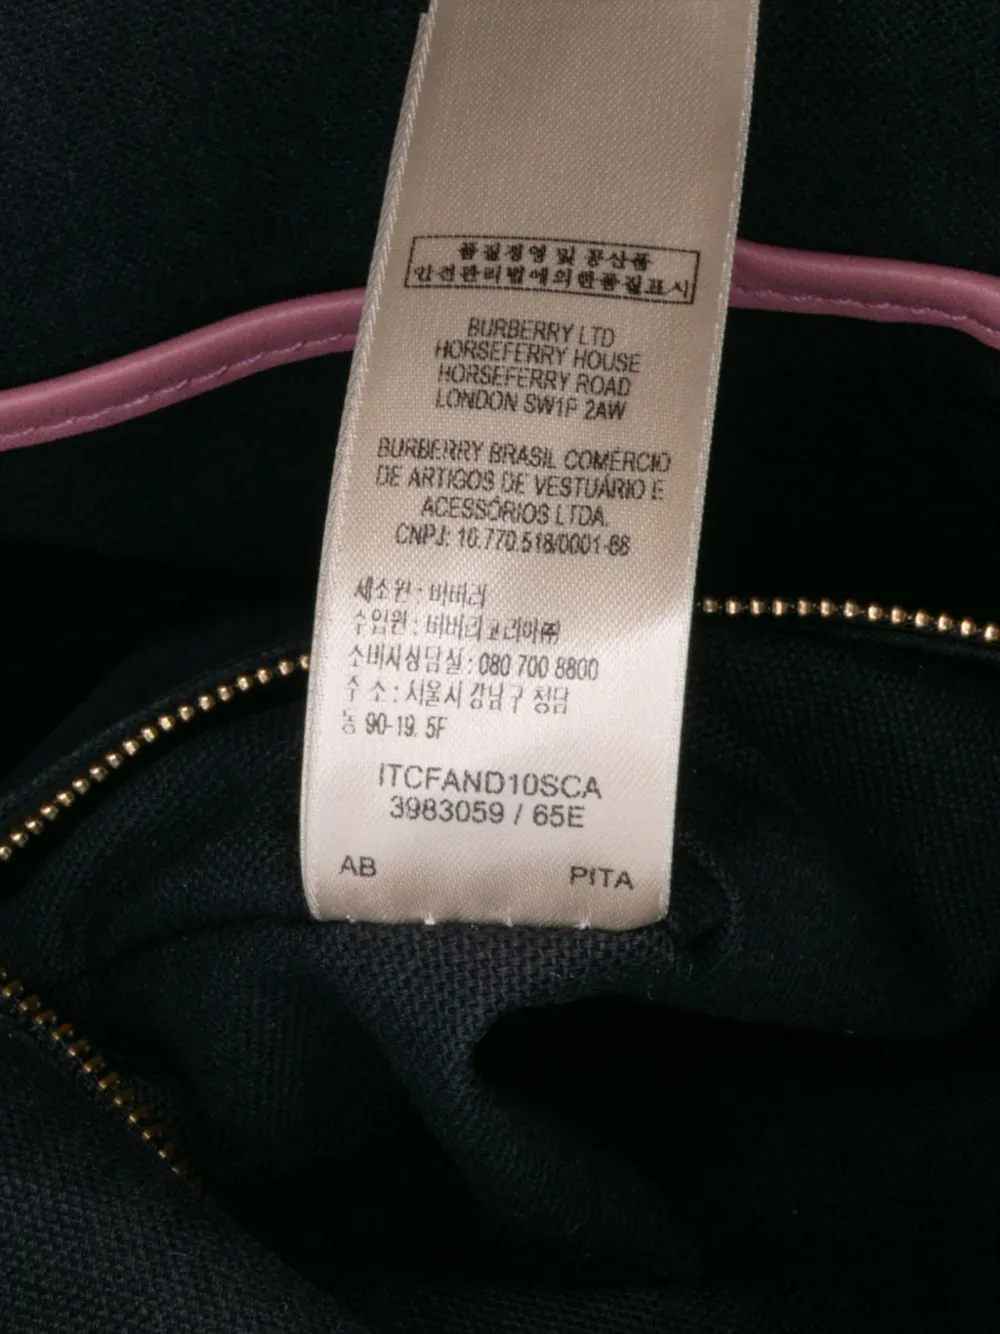 품질경영 및 공산품
안전관리법에의한품질표시
BURBERRY LTD
HORSEFERRY HOUSE
HORSEFERRY ROAD
LONDON SW1P 2AW
BURBERRY BRASIL COMÉRCIO
DE ARTIGOS DE VESTUÁRIO E
ACESSÓRIOS LTDA.
CNPJ: 16.770.518/0001-68
제조원 : 버버리
수입원 : 버버리코리아㈜
소비자상담실 : 080 700 8800
주 소 : 서울시 강남구 청담
동 90-19, 5F
ITCFAND10SCA
3983059 / 65E
AB PITA